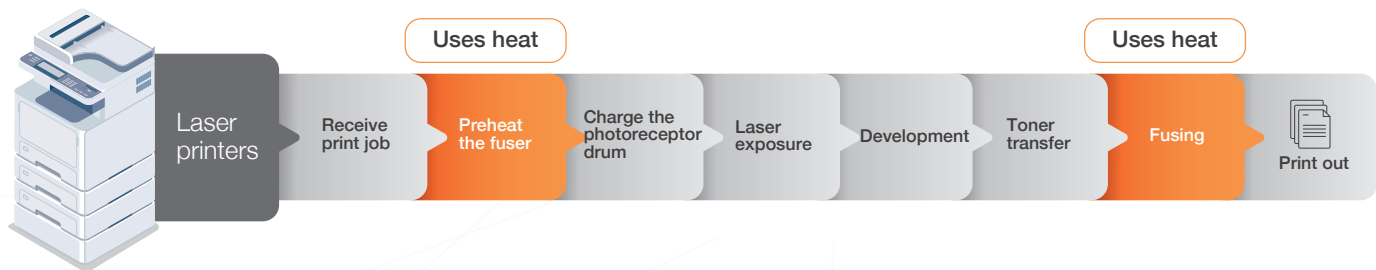 Uses heat
Uses heat
Laser
printers
Receive
print job
Preheat
the fuser
Charge the
photoreceptor
drum
Laser
exposure
Development
Toner
transfer
Fusing
Print out